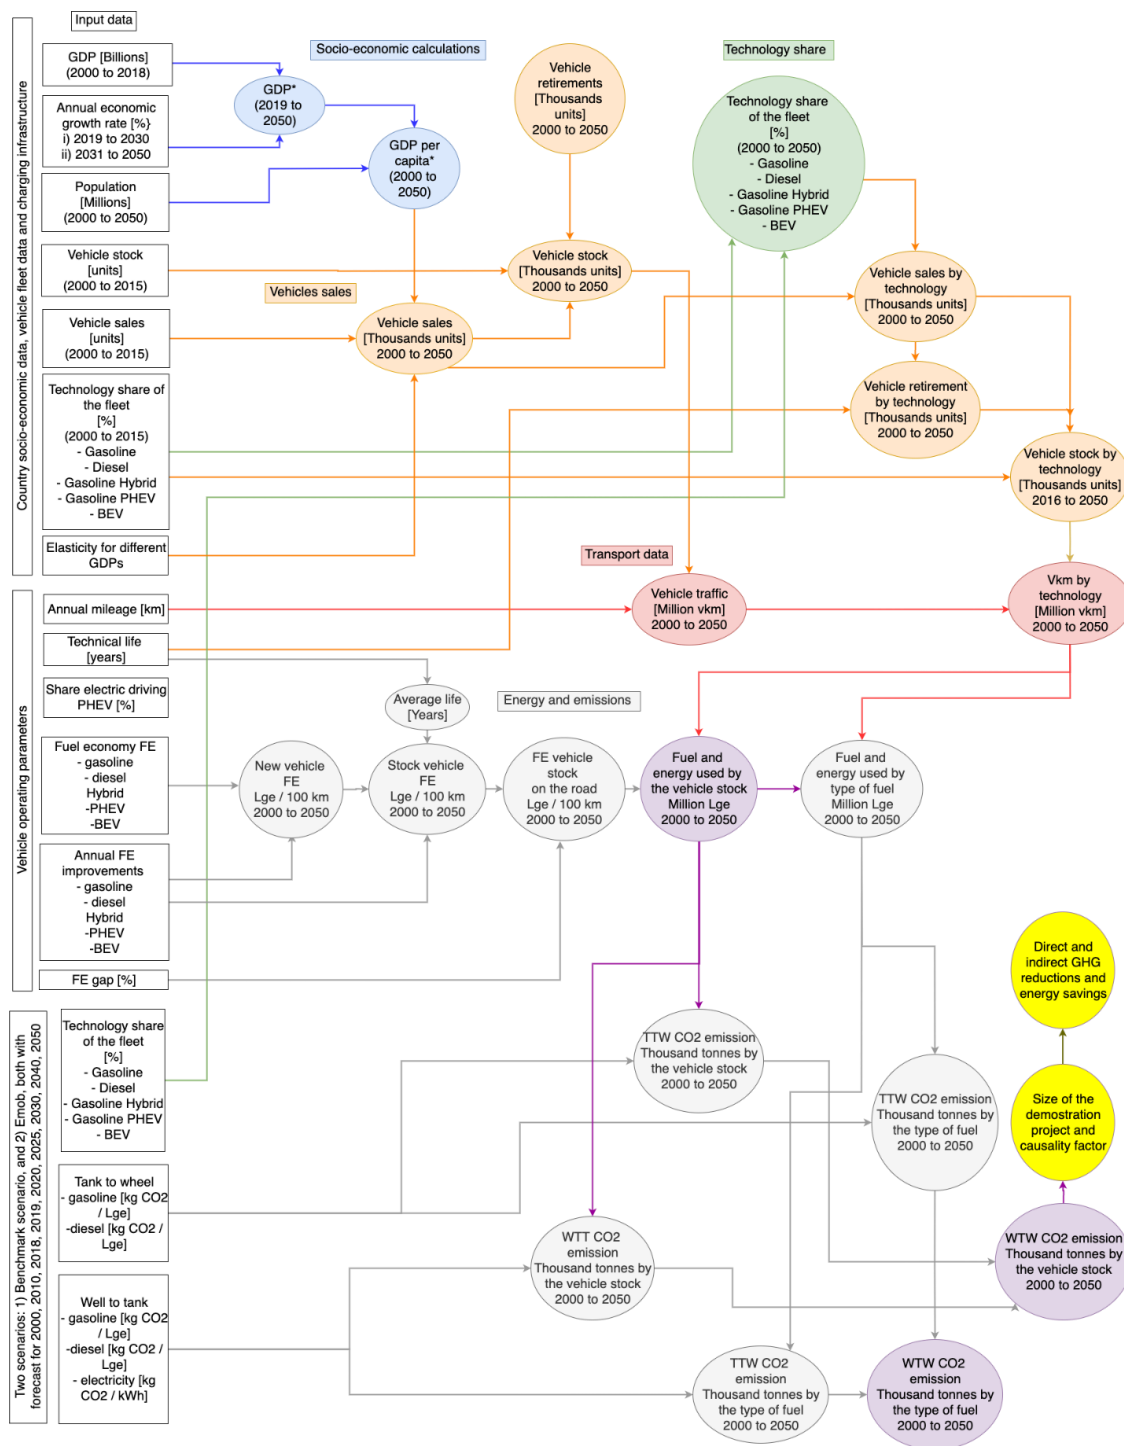 Input data
Socio-economic calculations
Technology share
Country socio-economic data, vehicle fleet data and charging infrastructure
GDP [Billions]
(2000 to 2018)
Annual economic
growth rate [%}
i) 2019 to 2030
ii) 2031 to 2050
Population
[Millions]
(2000 to 2050)
Vehicle stock
[units]
(2000 to 2015)
Vehicle sales
[units]
(2000 to 2015)
Technology share of
the fleet
[%]
(2000 to 2015)
- Gasoline
- Diesel
- Gasoline Hybrid
- Gasoline PHEV
- BEV
Elasticity for different
GDPs
GDP*
(2019 to
2050)
GDP per
capita*
(2000 to
2050)
Vehicle
retirements
[Thousands
units]
2000 to 2050
Vehicle stock
[Thousands units]
2000 to 2050
Vehicles sales
Vehicle sales
[Thousands units]
2000 to 2050
Technology share
of the fleet
[%]
(2000 to 2050)
- Gasoline
- Diesel
- Gasoline Hybrid
- Gasoline PHEV
- BEV
Vehicle sales by
technology
[Thousands units]
2000 to 2050
Vehicle retirement
by technology
[Thousands units]
2000 to 2050
Vehicle stock by
technology
[Thousands units]
2016 to 2050
Transport data
Vehicle traffic
[Million vkm]
2000 to 2050
Vkm by
technology
[Million vkm]
2000 to 2050
Vehicle operating parameters
Annual mileage [km]
Technical life
[years]
Share electric driving
PHEV [%]
Fuel economy FE
- gasoline
- diesel
Hybrid
-PHEV
-BEV
Annual FE
improvements
- gasoline
- diesel
Hybrid
-PHEV
-BEV
FE gap [%]
Average life
[Years]
Energy and emissions
New vehicle
FE
Lge / 100 km
2000 to 2050
Stock vehicle
FE
Lge / 100 km
2000 to 2050
FE vehicle
stock
on the road
Lge / 100 km
2000 to 2050
Fuel and
energy used by
the vehicle stock
Million Lge
2000 to 2050
Fuel and
energy used by
type of fuel
Million Lge
2000 to 2050
Two scenarios: 1) Benchmark scenario, and 2) Emob, both with
forecast for 2000, 2010, 2018, 2019, 2020, 2025, 2030, 2040, 2050
Technology share
of the fleet
[%]
- Gasoline
- Diesel
- Gasoline Hybrid
- Gasoline PHEV
- BEV
Tank to wheel
- gasoline [kg CO2
/ Lge]
-diesel [kg CO2 /
Lge]
Well to tank
- gasoline [kg CO2
/ Lge]
-diesel [kg CO2 /
Lge]
- electricity [kg
CO2 / kWh]
TTW CO2 emission
Thousand tonnes by
the vehicle stock
2000 to 2050
TTW CO2 emission
Thousand tonnes by
the type of fuel
2000 to 2050
WTT CO2
emission
Thousand tonnes by
the vehicle stock
2000 to 2050
TTW CO2
emission
Thousand tonnes by
the type of fuel
2000 to 2050
WTW CO2
emission
Thousand tonnes by
the type of fuel
2000 to 2050
WTW CO2 emission
Thousand tonnes by
the vehicle stock
2000 to 2050
Size of the
demostration
project and
causality factor
Direct and
indirect GHG
reductions and
energy savings